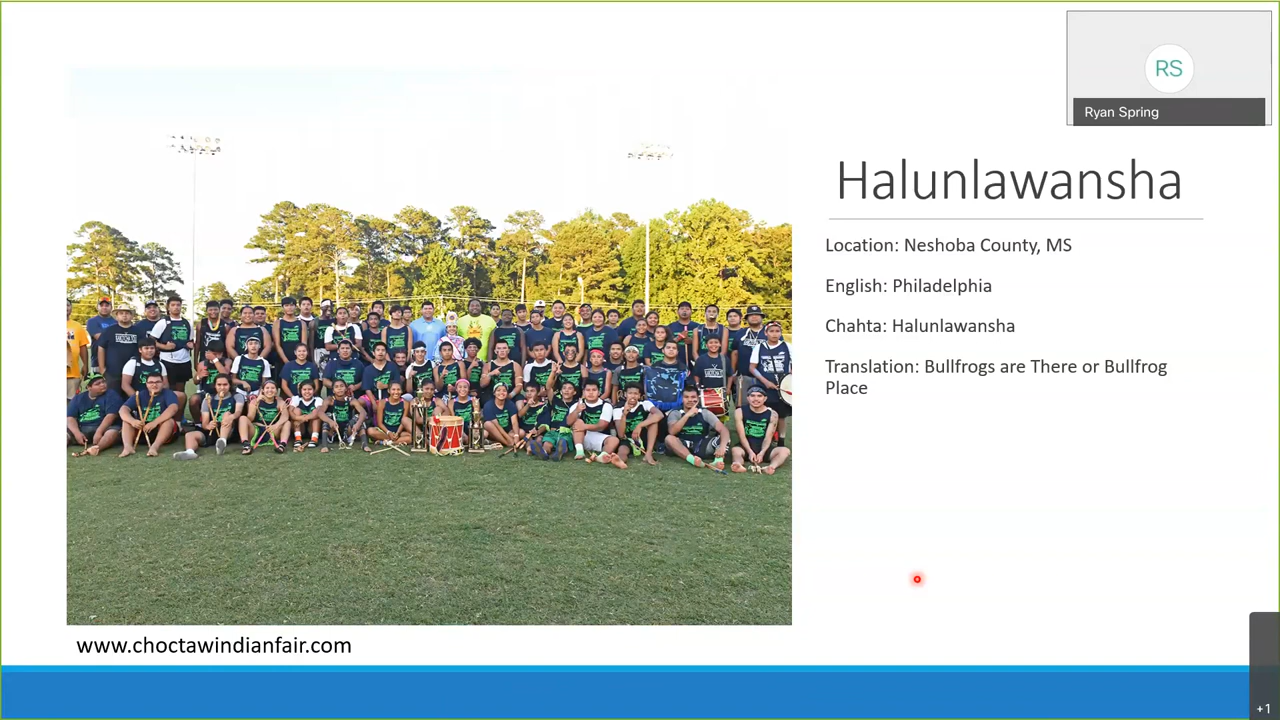 RS
Ryan Spring
Halunlawansha
Location: Neshoba County, MS
English: Philadelphia
Chahta: Halunlawansha
Translation: Bullfrogs are There or Bullfrog
Place
www.choctawindianfair.com
+1